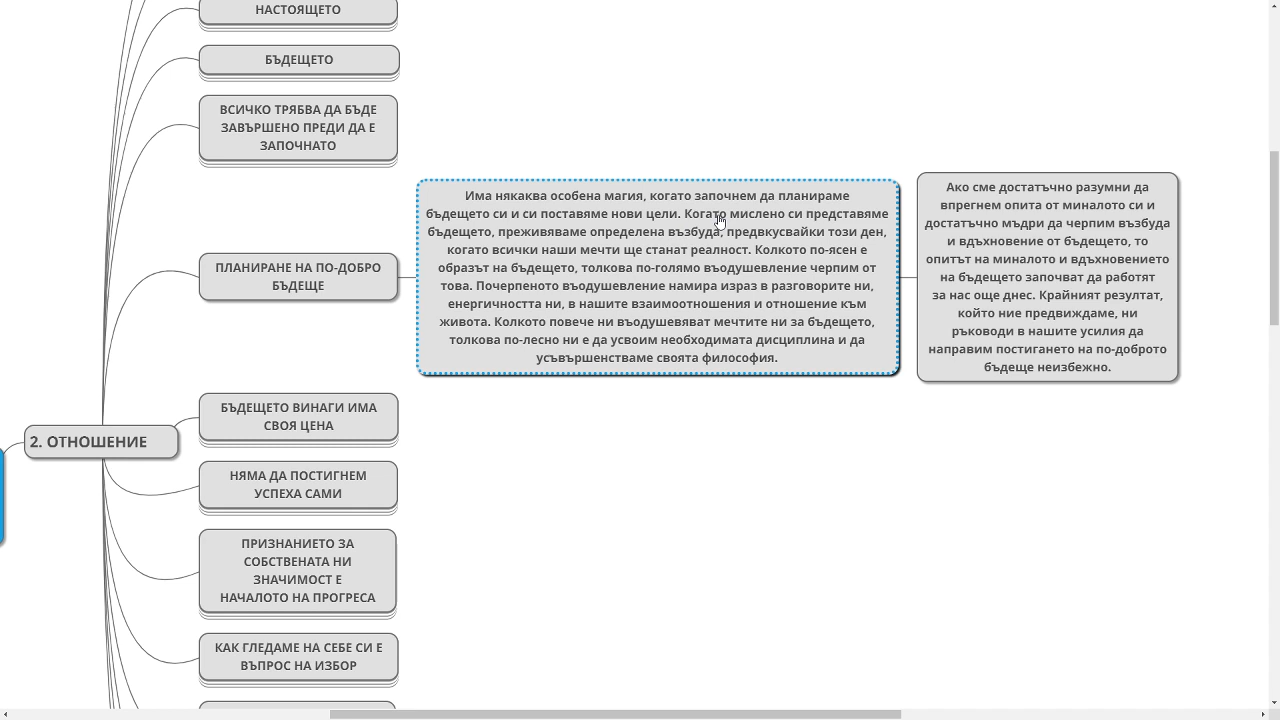 НАСТОЯЩЕТО
БЪДЕЩЕТО
ВСИЧКО ТРЯБВА ДА БЪДЕ
ЗАВЪРШЕНО ПРЕДИ ДА Е
ЗАПОЧНАТО
ПЛАНИРАНЕ НА ПО-ДОБРО
БЪДЕЩЕ
Има някаква особена магия, когато започнем да планираме
бъдещето си и си поставяме нови цели. Когато мислено си представяме
бъдещето, преживяваме определена възбуда, предвкусвайки този ден,
когато всички наши мечти ще станат реалност. Колкото по-ясен е
образът на бъдещето, толкова по-голямо въодушевление черпим от
това. Почерпеното въодушевление намира израз в разговорите ни,
енергичността ни, в нашите взаимоотношения и отношение към
живота. Колкото повече ни въодушевяват мечтите ни за бъдещето,
толкова по-лесно ни е да усвоим необходимата дисциплина и да
усъвършенстваме своята философия.
Ако сме достатъчно разумни да
впрегнем опита от миналото си и
достатъчно мъдри да черпим възбуда
и вдъхновение от бъдещето, то
опитът на миналото и вдъхновението
на бъдещето започват да работят
за нас още днес. Крайният резултат,
който ние предвиждаме, ни
ръководи в нашите усилия да
направим постигането на по-доброто
бъдеще неизбежно.
2. ОТНОШЕНИЕ
БЪДЕЩЕТО ВИНАГИ ИМА
СВОЯ ЦЕНА
НЯМА ДА ПОСТИГНЕМ
УСПЕХА САМИ
ПРИЗНАНИЕТО ЗА
СОБСТВЕНАТА НИ
ЗНАЧИМОСТ Е
НАЧАЛОТО НА ПРОГРЕСА
КАК ГЛЕДАМЕ НА СЕБЕ СИ Е
ВЪПРОС НА ИЗБОР